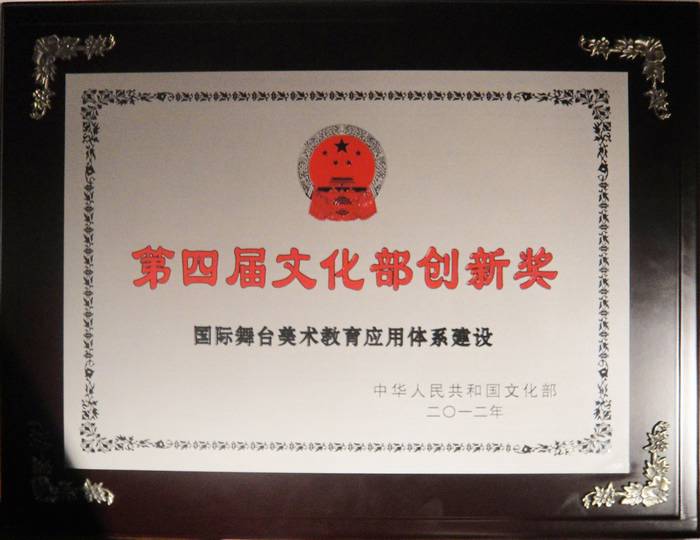 第四届文化部创新奖
国际舞台美术教育应用体系建设
中华人民共和国文化部
二〇一二年